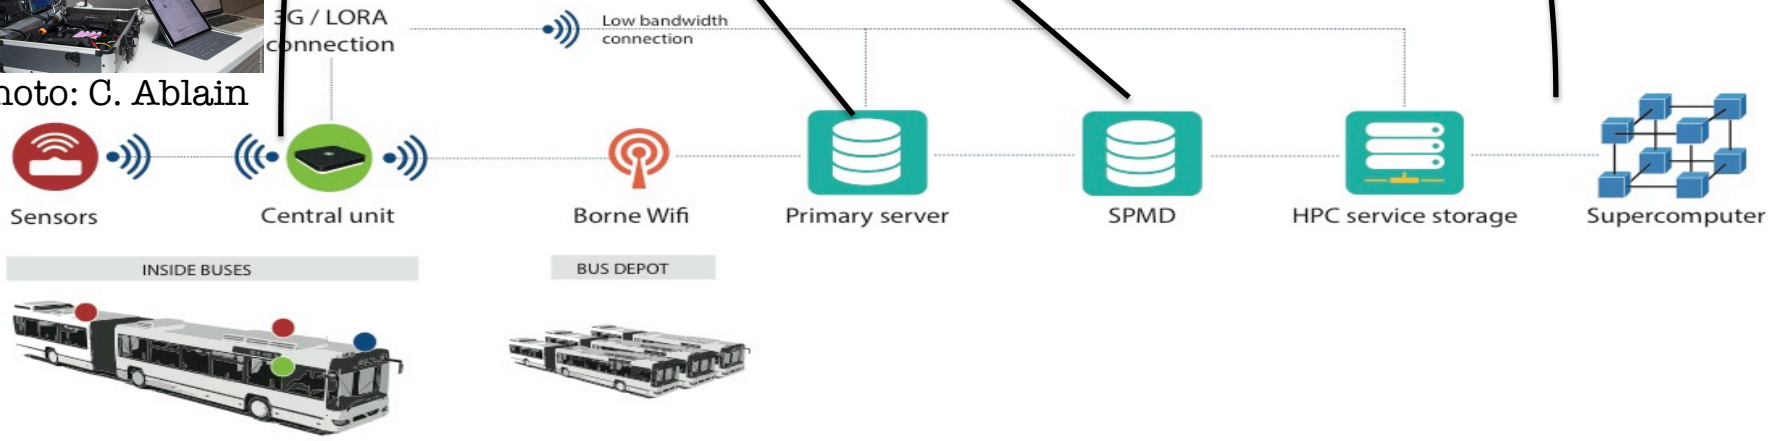 3G / LORA
connection
Low bandwidth
connection
hoto: C. Ablain
Sensors
Central unit
Borne Wifi
Primary server
SPMD
HPC service storage
Supercomputer
INSIDE BUSES
BUS DEPOT